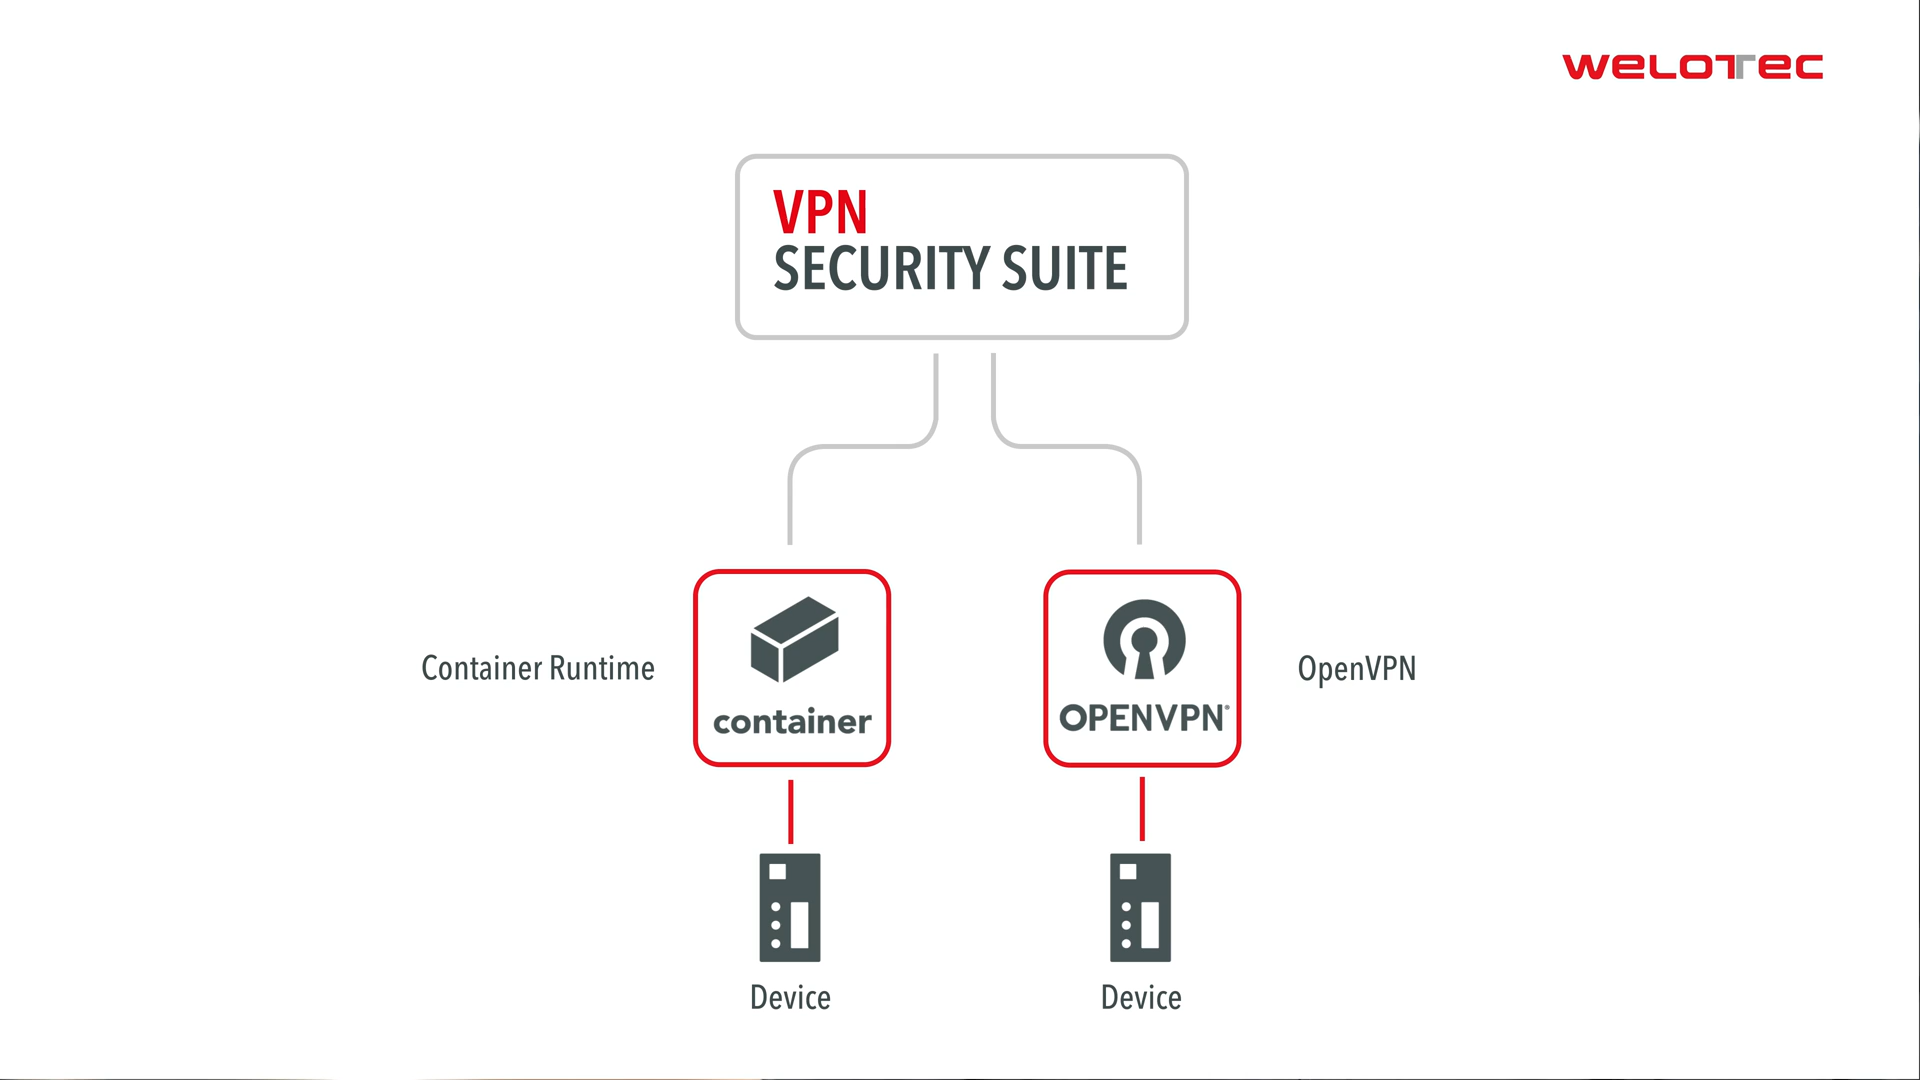 WELOTEC
VPN
SECURITY SUITE
Container Runtime
container
OPENVPN®
OpenVPN
Device
Device